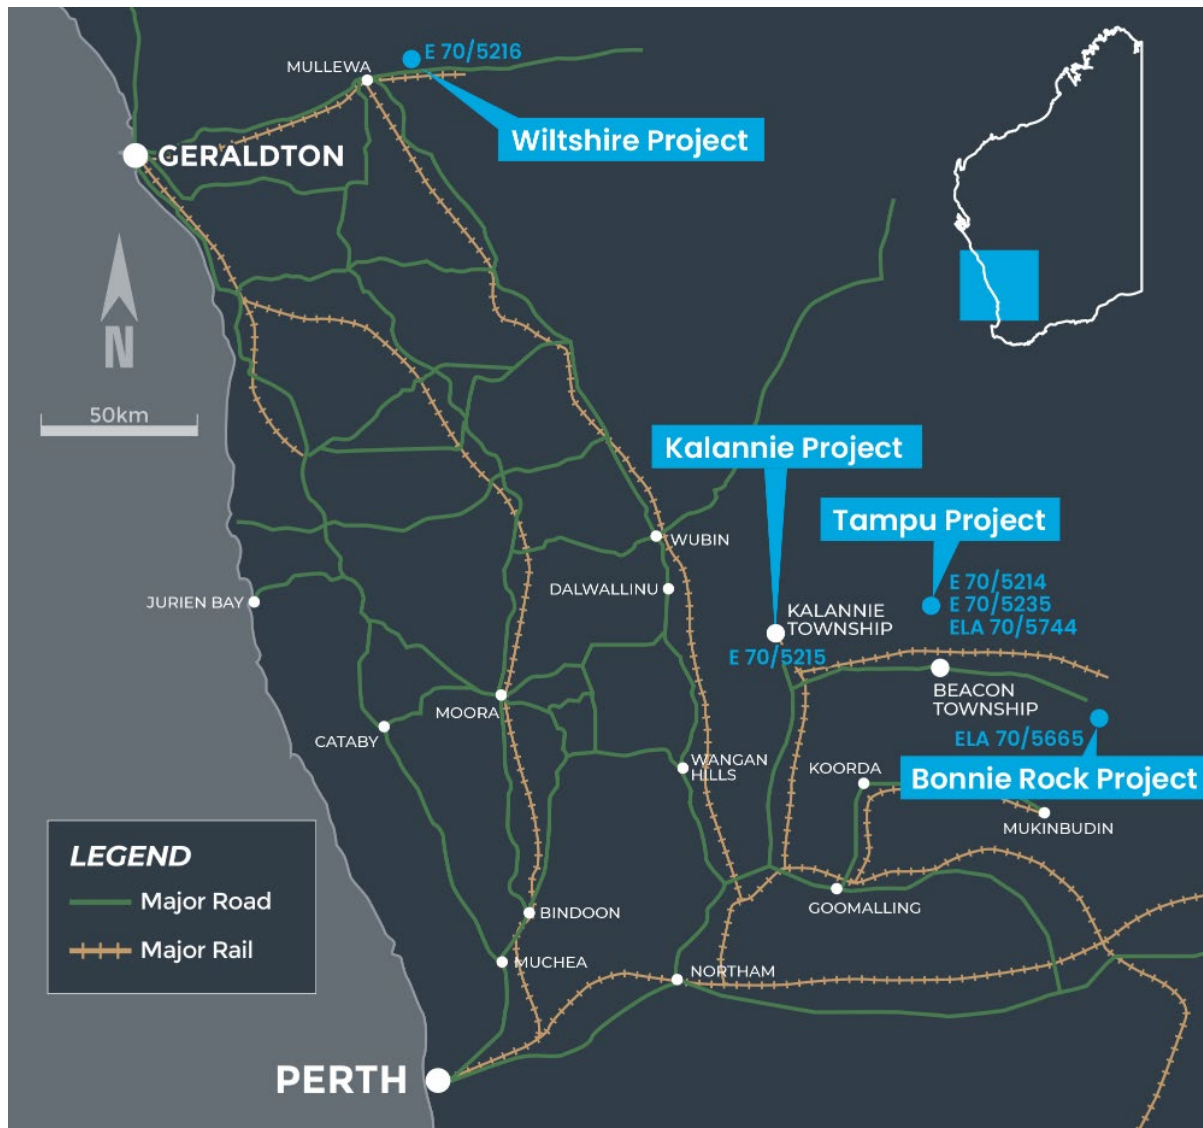 MULLEWA
E 70/5216
Wiltshire Project
GERALDTON
N
50km
Kalannie Project
Tampu Project
WUBIN
DALWALLINU
E 70/5214
E 70/5235
ELA 70/5744
JURIEN BAY
KALANNIE
TOWNSHIP
E 70/5215
BEACON
TOWNSHIP
MOORA
CATABY
ELA 70/5665
WANGAN
HILLS
KOORDA
Bonnie Rock Project
MUKINBUDIN
LEGEND
Major Road
Major Rail
GOOMALLING
BINDOON
MUCHEA
NORTHAM
PERTH